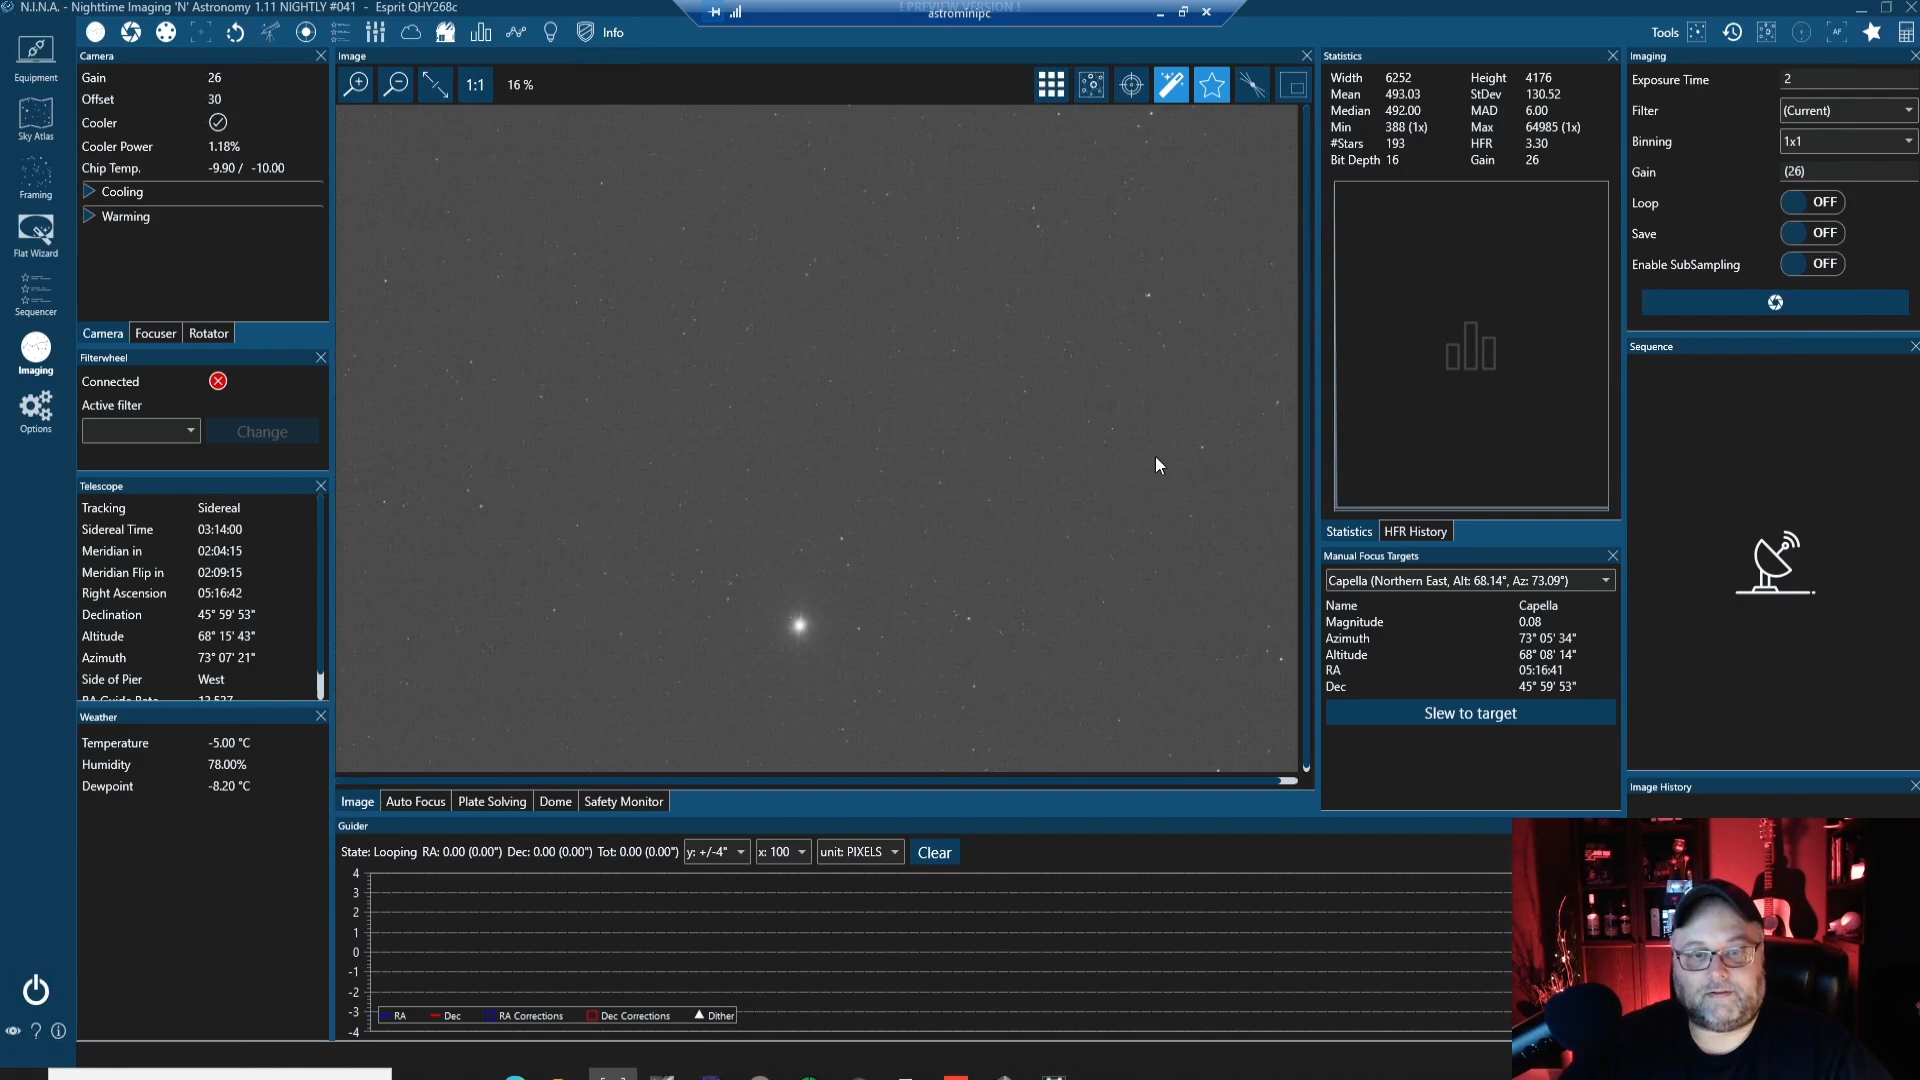 N.I.N.A. - Nighttime Imaging 'N' Astronomy 1.11 NIGHTLY #041 - Esprit QHY268c
! PREVIEW VERSION !
astrominipc
Info
Tools
AF
Equipment
Sky Atlas
Framing
Flat Wizard
Sequencer
Imaging
Options
Camera
Gain 26
Offset 30
Cooler
Cooler Power 1.18%
Chip Temp. -9.90 / -10.00
Cooling
Warming
Camera Focuser Rotator
Filterwheel
Connected
Active filter
Change
Telescope
Tracking Sidereal
Sidereal Time 03:14:00
Meridian in 02:04:15
Meridian Flip in 02:09:15
Right Ascension 05:16:42
Declination 45° 59' 53"
Altitude 68° 15' 43"
Azimuth 73° 07' 21"
Side of Pier West
RA Guide Rate 12.537
Weather
Temperature -5.00 °C
Humidity 78.00%
Dewpoint -8.20 °C
Image
1:1 16 %
Image Auto Focus Plate Solving Dome Safety Monitor
Guider
State: Looping RA: 0.00 (0.00") Dec: 0.00 (0.00") Tot: 0.00 (0.00") y: +/-4" x: 100 unit: PIXELS Clear
4
3
2
1
0
-1
-2
-3
-4
RA Dec RA Corrections Dec Corrections Dither
Statistics
Width 6252 Height 4176
Mean 493.03 StDev 130.52
Median 492.00 MAD 6.00
Min 388 (1x) Max 64985 (1x)
#Stars 193 HFR 3.30
Bit Depth 16 Gain 26
Statistics HFR History
Manual Focus Targets
Capella (Northern East, Alt: 68.14°, Az: 73.09°)
Name Capella
Magnitude 0.08
Azimuth 73° 05' 34"
Altitude 68° 08' 14"
RA 05:16:41
Dec 45° 59' 53"
Slew to target
Imaging
Exposure Time 2
Filter (Current)
Binning 1x1
Gain (26)
Loop OFF
Save OFF
Enable SubSampling OFF
Sequence
Image History